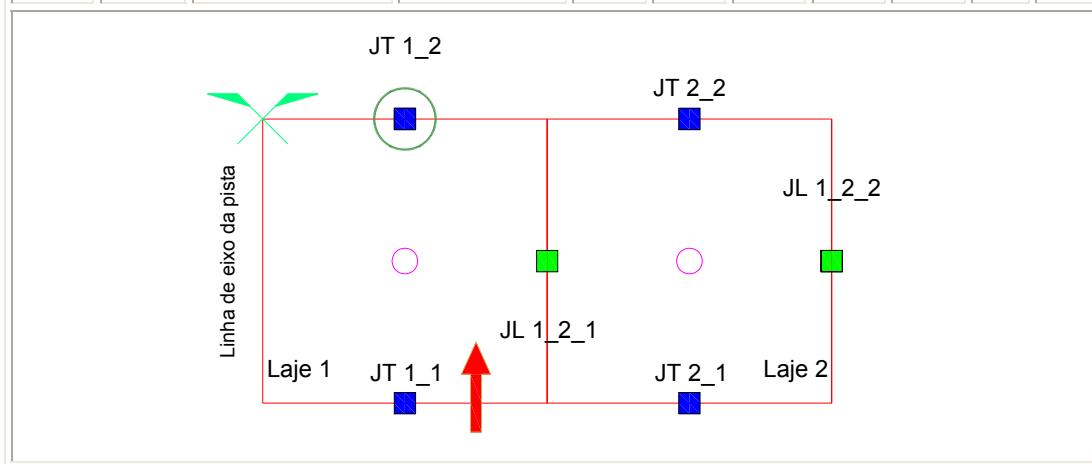 JT 1_2
JT 2_2
Linha de eixo da pista
JL 1_2_2
JL 1_2_1
Laje 1
JT 1_1
JT 2_1
Laje 2